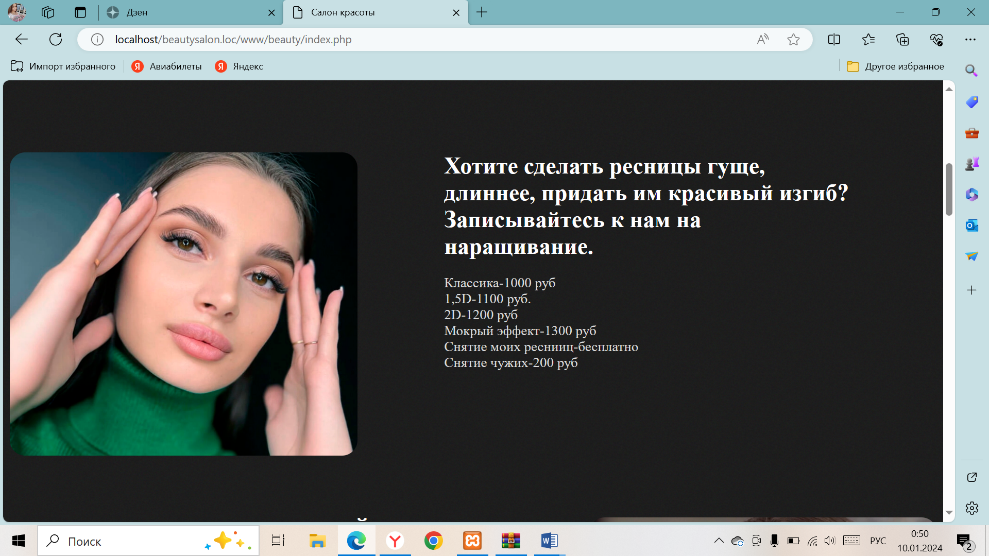 Дзен
Салон красоты
localhost/beautysalon.loc/www/beauty/index.php
Импорт избранного
Авиабилеты
Яндекс
Другое избранное
Хотите сделать ресницы гуще,
длиннее, придать им красивый изгиб?
Записывайтесь к нам на
наращивание.
Классика-1000 руб
1,5D-1100 руб.
2D-1200 руб
Мокрый эффект-1300 руб
Снятие моих ресниц-бесплатно
Снятие чужих-200 руб
Поиск
РУС
0:50
10.01.2024
2